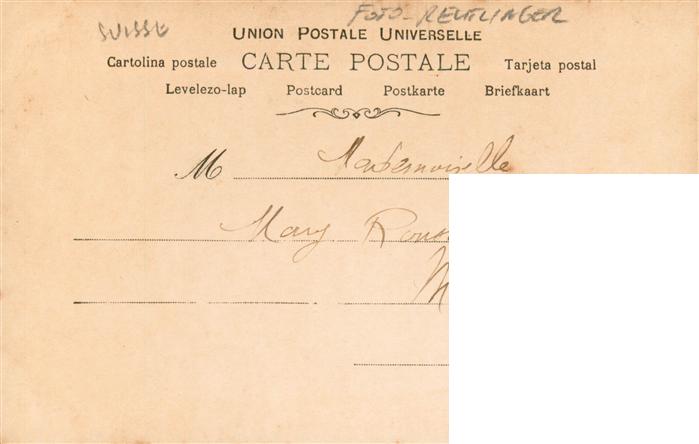 SUISSE FOTO-REUTLINGER
UNION POSTALE UNIVERSELLE
Cartolina postale CARTE POSTALE Tarjeta postal
Levelezo-lap Postcard Postkarte Briefkaart
M Mademoiselle
Mary
M